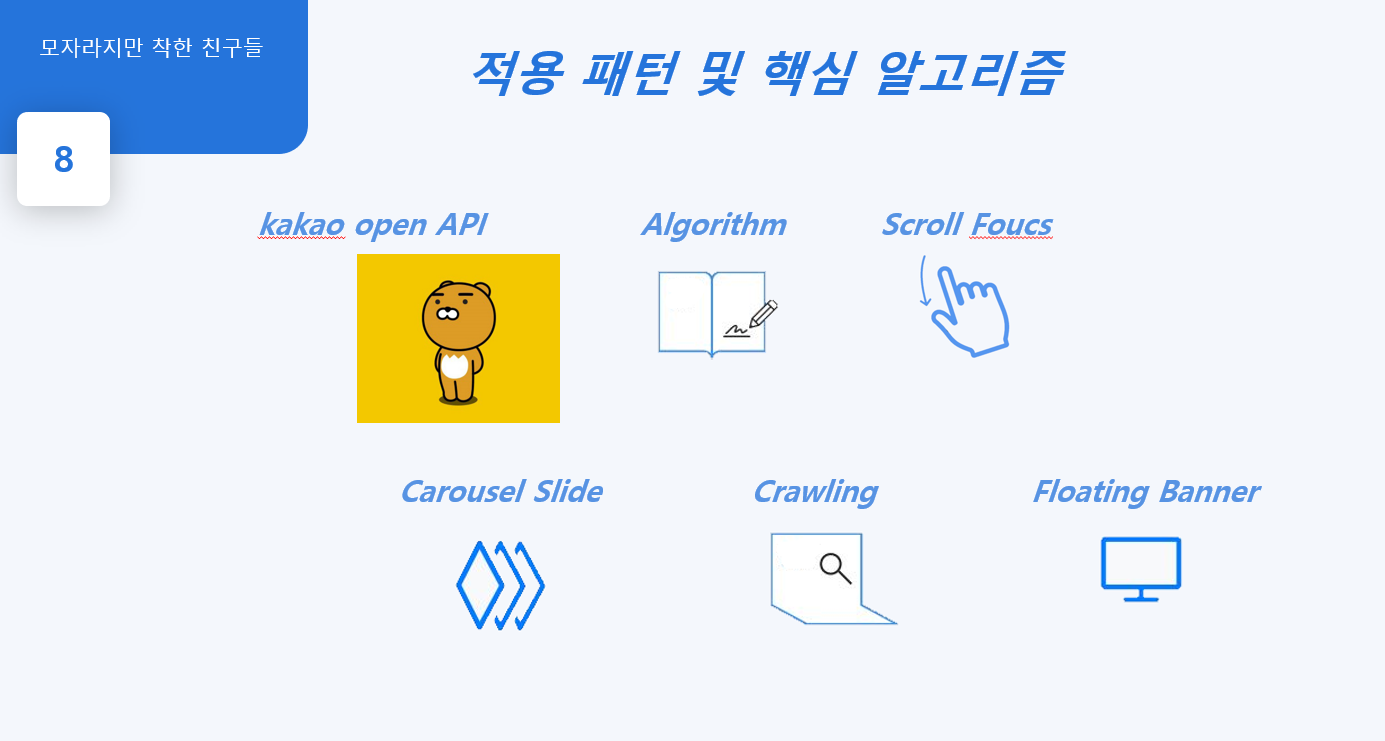 모자라지만 착한 친구들
적용 패턴 및 핵심 알고리즘
8
kakao open API
Algorithm
Scroll Foucs
Carousel Slide
Crawling
Floating Banner